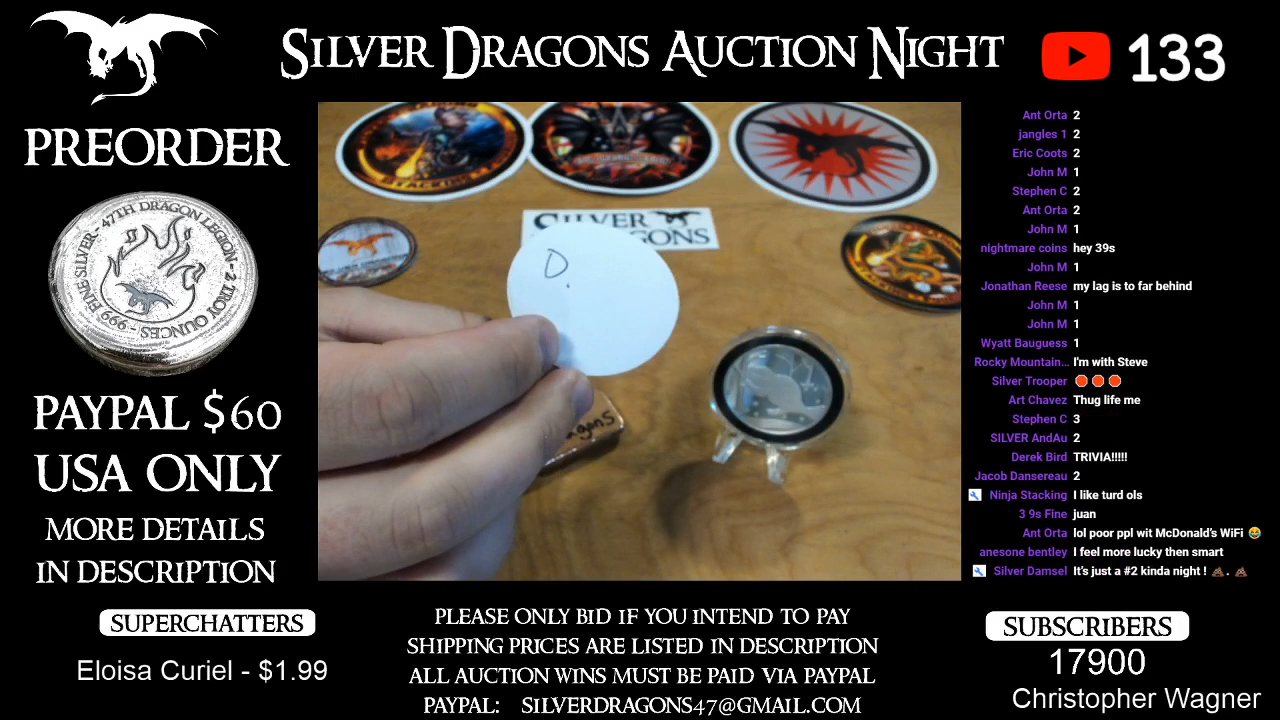 SILVER DRAGONS AUCTION NIGHT
133
PREORDER
47TH DRAGON LEGION - 2 TROY OUNCES - .999 FINE SILVER -
PAYPAL $60
USA ONLY
MORE DETAILS
IN DESCRIPTION
SUPERCHATTERS
Eloisa Curiel - $1.99
SILVER
ONS
D.
agons
Ant Orta 2
jangles 1 2
Eric Coots 2
John M 1
Stephen C 2
Ant Orta 2
John M 1
nightmare coins hey 39s
John M 1
Jonathan Reese my lag is to far behind
John M 1
John M 1
Wyatt Bauguess 1
Rocky Mountain... I'm with Steve
Silver Trooper 🛑 🛑 🛑
Art Chavez Thug life me
Stephen C 3
SILVER AndAu 2
Derek Bird TRIVIA!!!!!
Jacob Dansereau 2
Ninja Stacking I like turd ols
3 9s Fine juan
Ant Orta lol poor ppl wit McDonald's WiFi 😂
anesone bentley I feel more lucky then smart
Silver Damsel It's just a #2 kinda night ! 💩. 💩
PLEASE ONLY BID IF YOU INTEND TO PAY
SHIPPING PRICES ARE LISTED IN DESCRIPTION
ALL AUCTION WINS MUST BE PAID VIA PAYPAL
PAYPAL: SILVERDRAGONS47@GMAIL.COM
SUBSCRIBERS
17900
Christopher Wagner